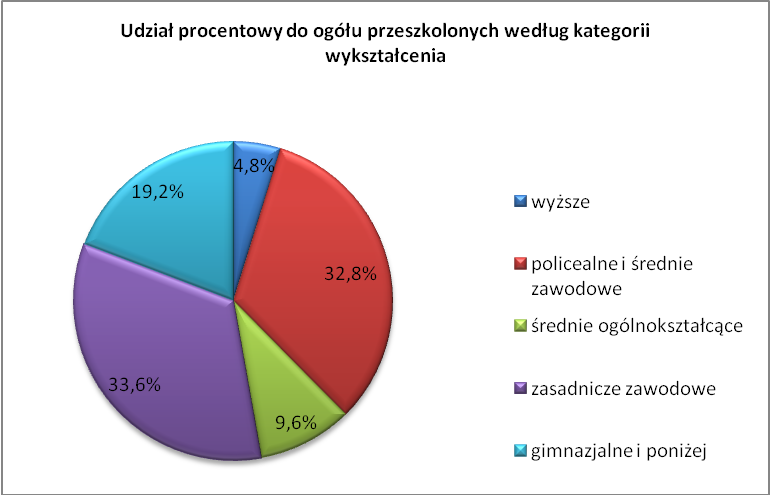 Udział procentowy do ogółu przeszkolonych według kategorii
wykształcenia
4,8%
19,2%
32,8%
33,6%
9,6%
wyższe
policealne i średnie
zawodowe
średnie ogólnokształcące
zasadnicze zawodowe
gimnazjalne i poniżej